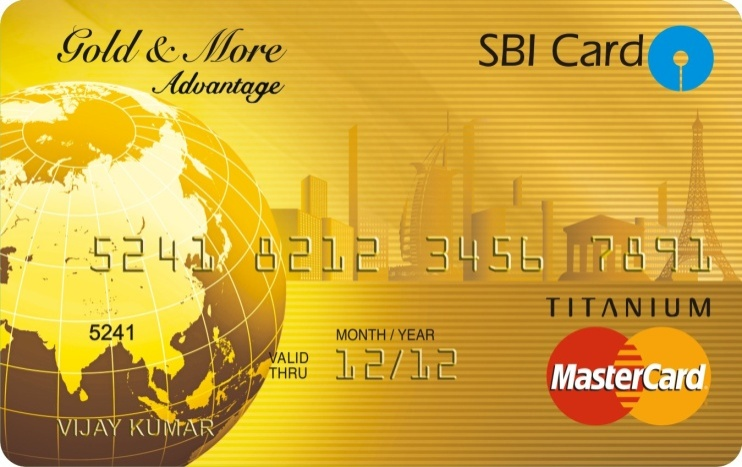 Gold & More
Advantage
SBI Card
5241 8212 3456 7891
TITANIUM
5241
MONTH / YEAR
VALID
THRU
12/12
MasterCard
VIJAY KUMAR